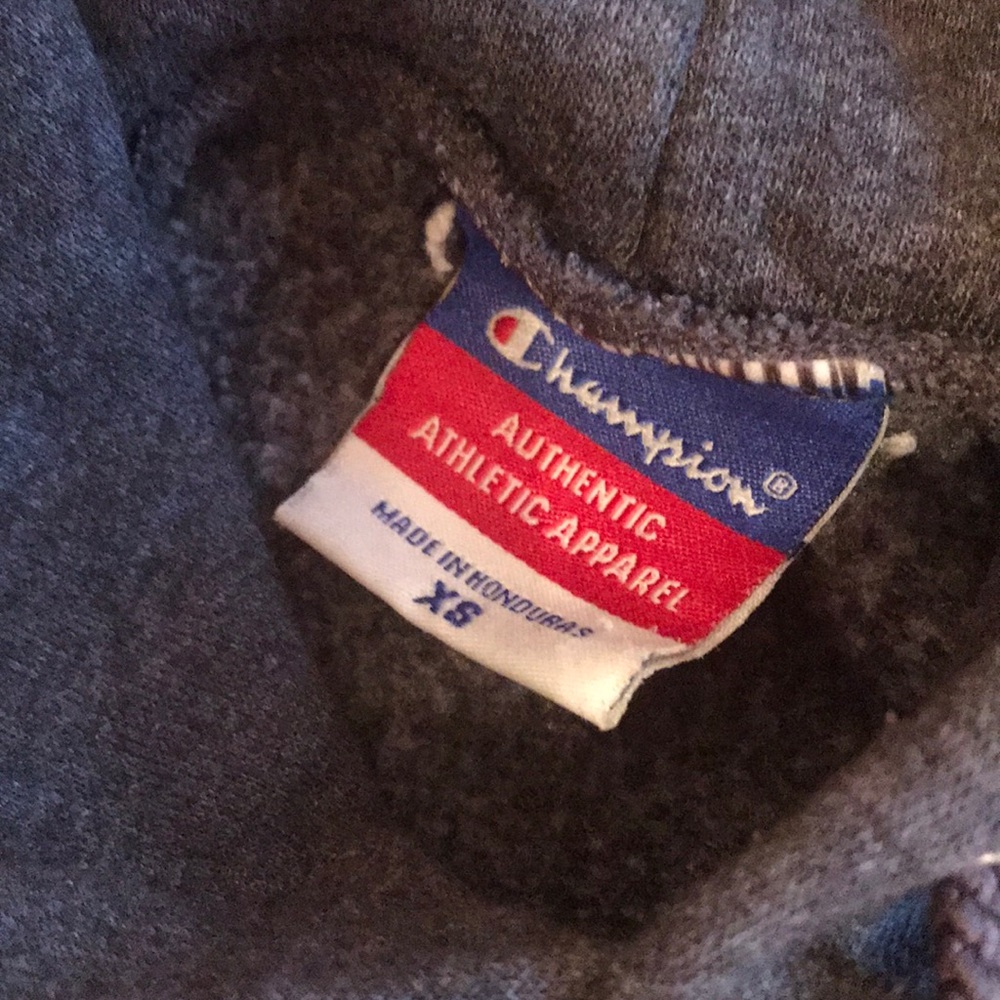 Champion®
AUTHENTIC
ATHLETIC APPAREL
MADE IN HONDURAS
XS